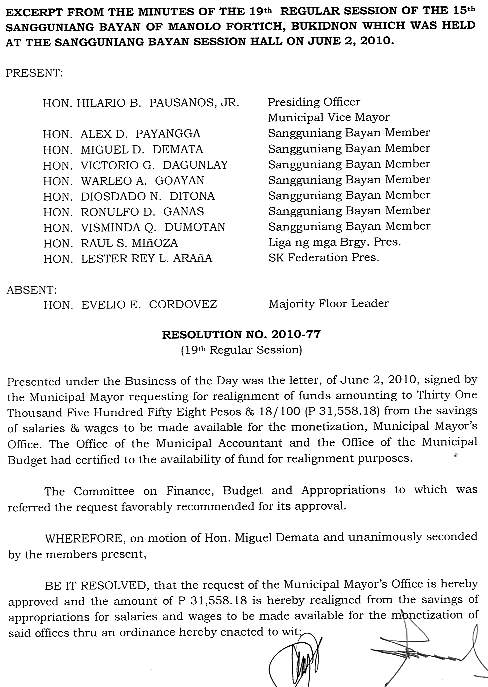 EXCERPT FROM THE MINUTES OF THE 19th REGULAR SESSION OF THE 15th
SANGGUNIANG BAYAN OF MANOLO FORTICH, BUKIDNON WHICH WAS HELD
AT THE SANGGUNIANG BAYAN SESSION HALL ON JUNE 2, 2010.
PRESENT:
HON. HILARIO B. PAUSANOS, JR. Presiding Officer
Municipal Vice Mayor
HON. ALEX D. PAYANGGA Sangguniang Bayan Member
HON. MIGUEL D. DEMATA Sangguniang Bayan Member
HON. VICTORIO G. DAGUNLAY Sangguniang Bayan Member
HON. WARLEO A. GOAYAN Sangguniang Bayan Member
HON. DIOSDADO N. DITONA Sangguniang Bayan Member
HON. RONULFO D. GANAS Sangguniang Bayan Member
HON. VISMINDA Q. DUMOTAN Sangguniang Bayan Member
HON. RAUL S. MIñOZA Liga ng mga Brgy. Pres.
HON. LESTER REY L. ARAñA SK Federation Pres.
ABSENT:
HON. EVELIO E. CORDOVEZ Majority Floor Leader
RESOLUTION NO. 2010-77
(19th Regular Session)
Presented under the Business of the Day was the letter, of June 2, 2010, signed by
the Municipal Mayor requesting for realignment of funds amounting to Thirty One
Thousand Five Hundred Fifty Eight Pesos & 18/100 (P 31,558.18) from the savings
of salaries & wages to be made available for the monetization, Municipal Mayor's
Office. The Office of the Municipal Accountant and the Office of the Municipal
Budget had certified to the availability of fund for realignment purposes.
The Committee on Finance, Budget and Appropriations to which was
referred the request favorably recommended for its approval.
WHEREFORE, on motion of Hon. Miguel Demata and unanimously seconded
by the members present,
BE IT RESOLVED, that the request of the Municipal Mayor's Office is hereby
approved and the amount of P 31,558.18 is hereby realigned from the savings of
appropriations for salaries and wages to be made available for the monetization of
said offices thru an ordinance hereby enacted to wit: